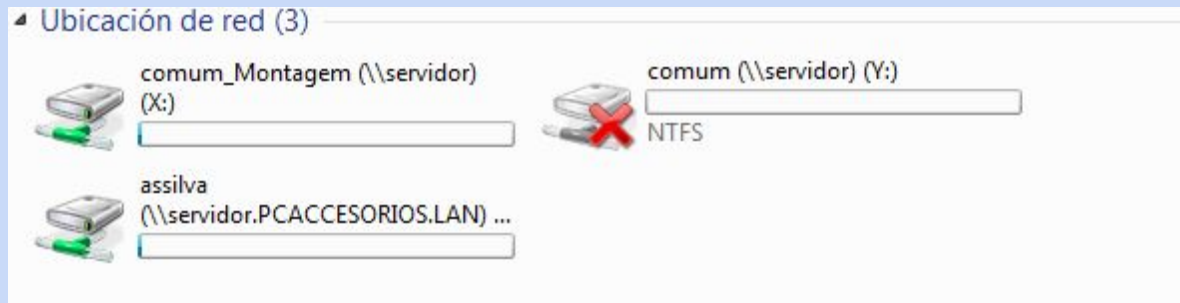 Ubicación de red (3)
comum_Montagem (\\servidor)
(X:)
comum (\\servidor) (Y:)
NTFS
assilva
(\\servidor.PCACCESORIOS.LAN) ...